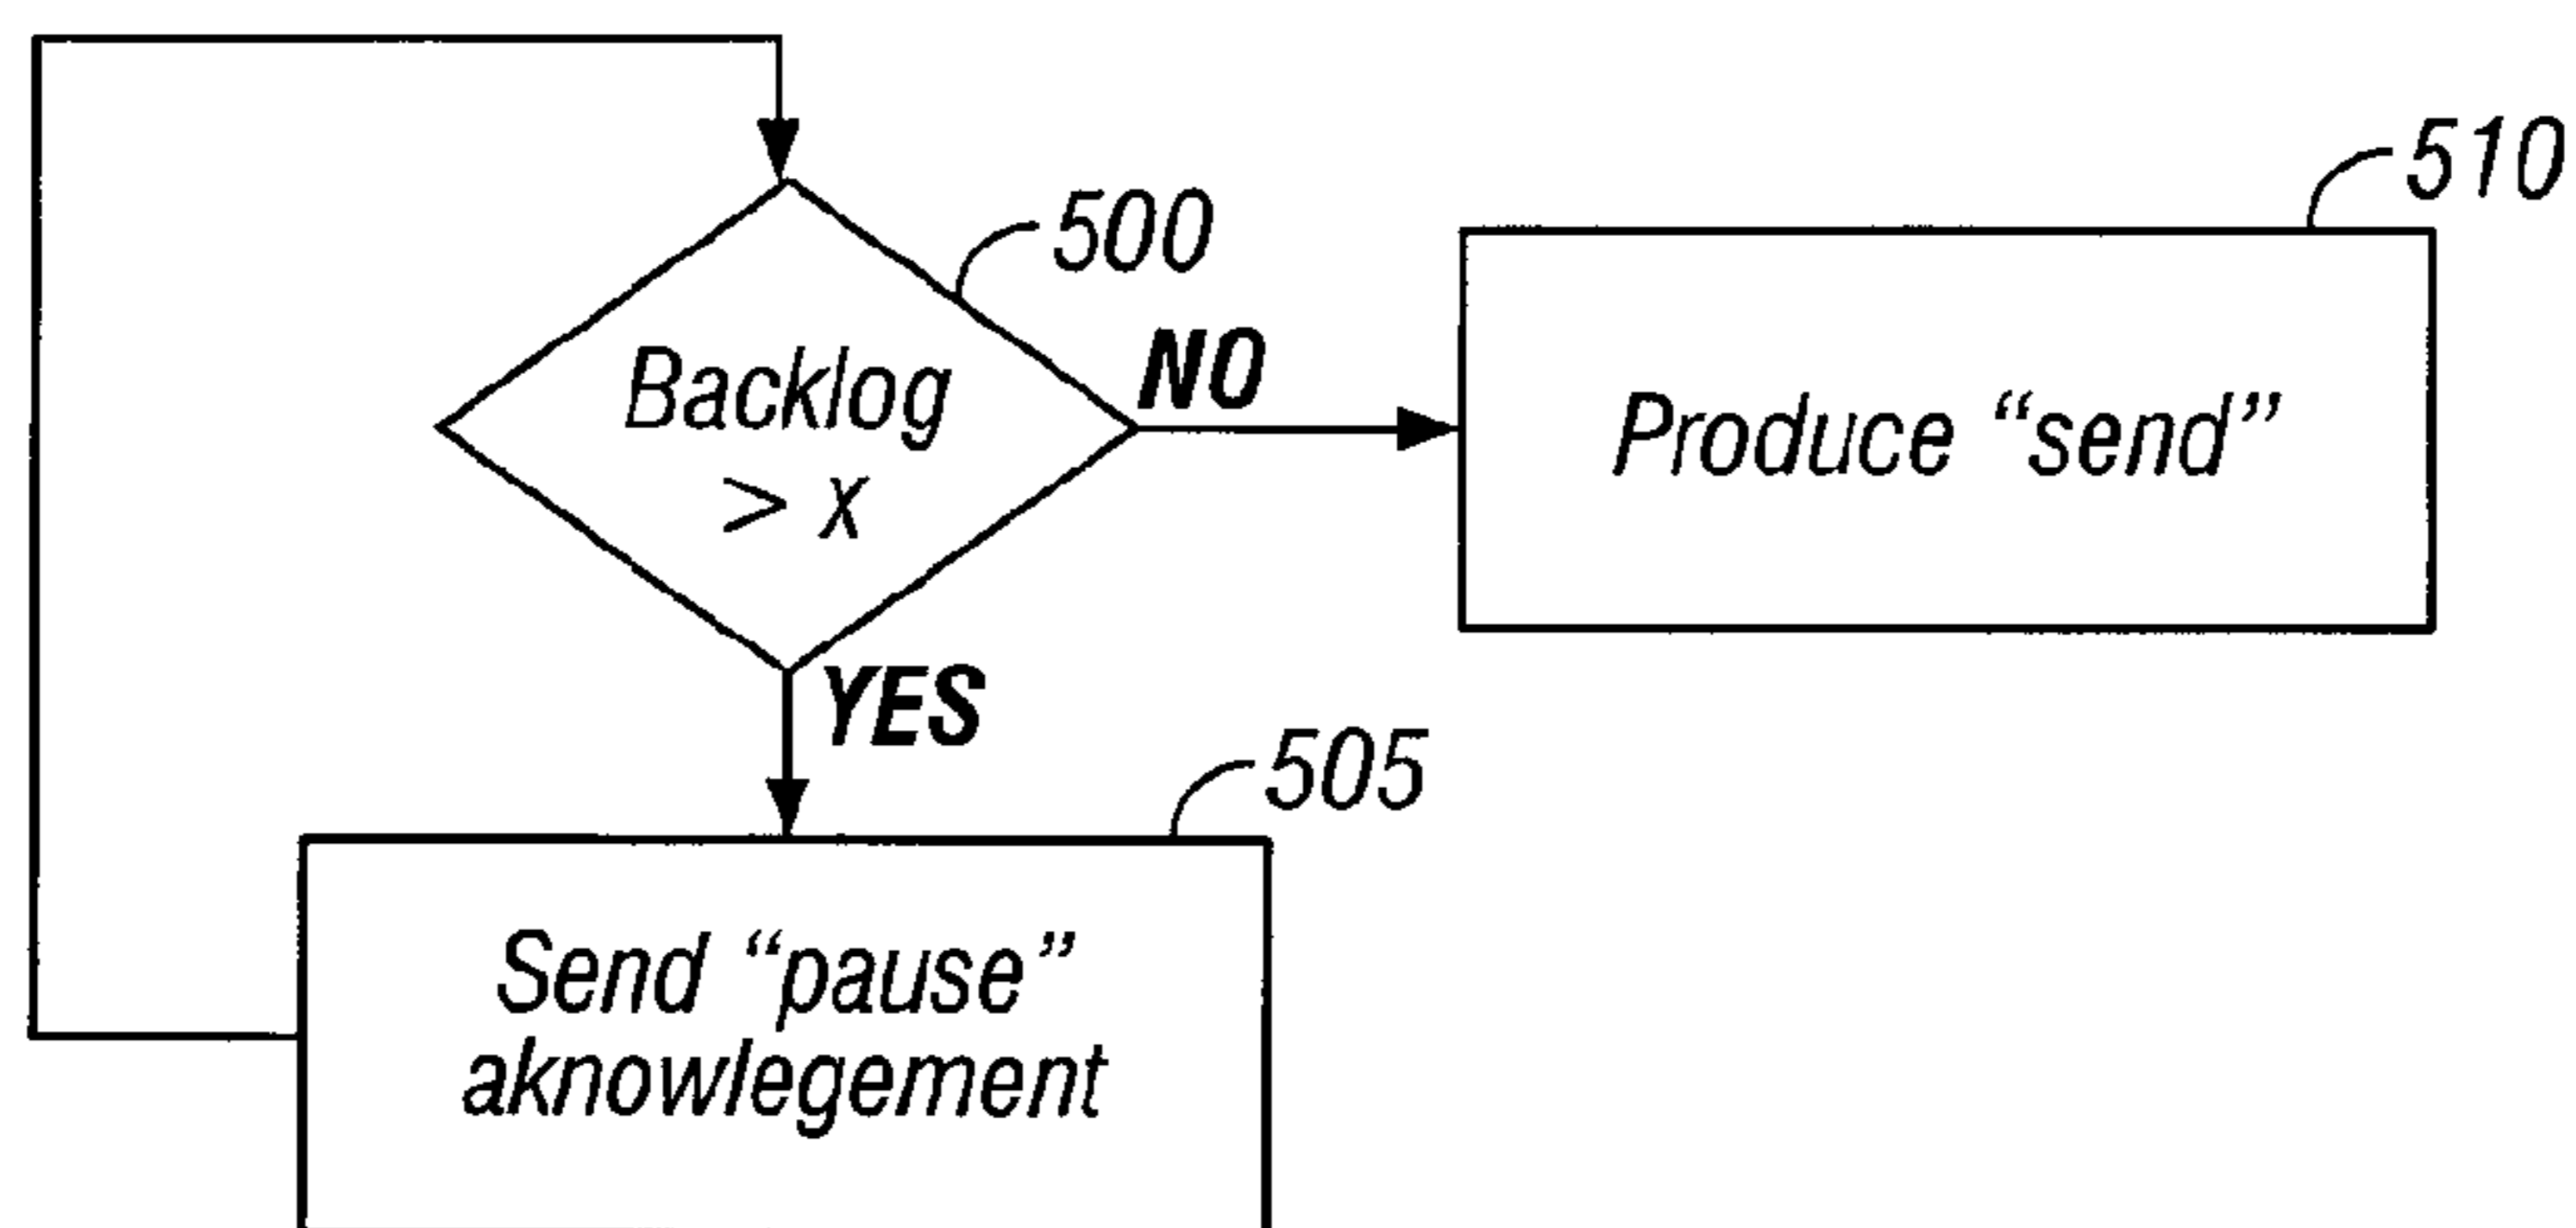 510
500
Backlog
> x
NO
Produce “send”
YES
505
Send “pause”
aknowlegement